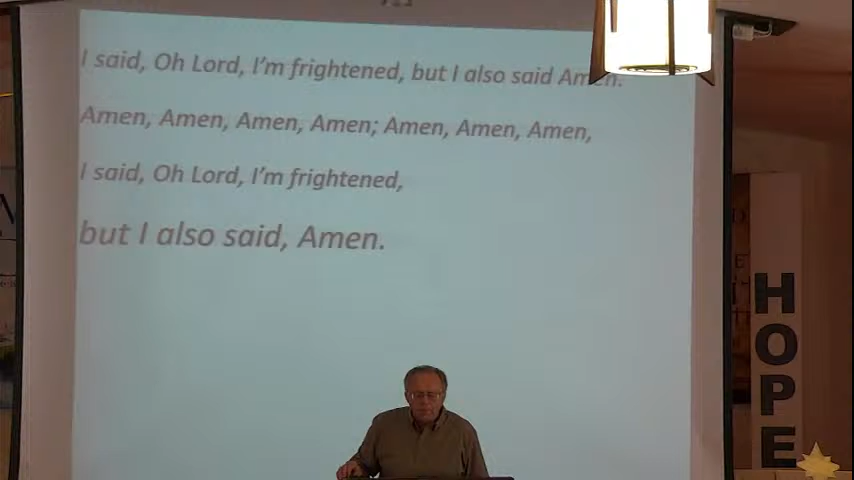 I said, Oh Lord, I'm frightened, but I also said Amen.
Amen, Amen, Amen, Amen; Amen, Amen, Amen,
I said, Oh Lord, I'm frightened,
but I also said, Amen.
HOPE